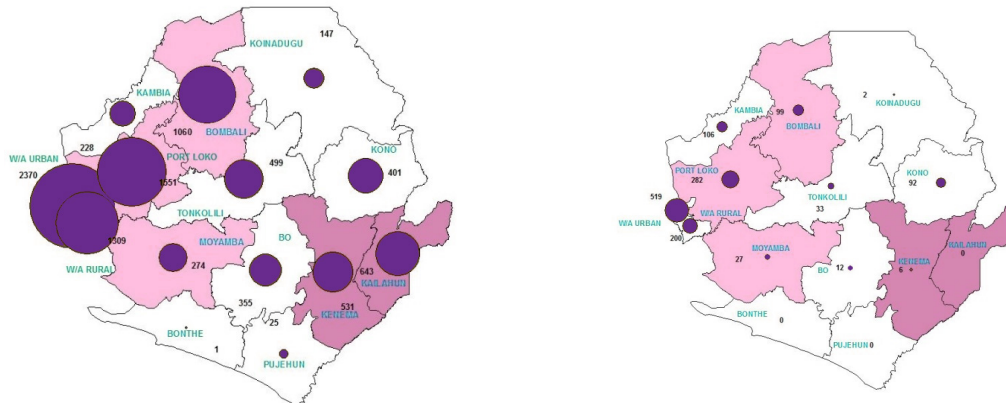 147
KOINADUGU
KAMBIA
1060
BOMBALI
228
W/A URBAN
2370
PORT LOKO
1551
499
KONO
401
TONKOLILI
1309
W/A RURAL
MOYAMBA
274
BO
355
25
643
KAILAHUN
531
KENEMA
BONTHE
1
PUJEHUN
2
KOINADUGU
KAMBIA
106
99
BOMBALI
PORT LOKO
282
KONO
92
519
W/A URBAN
W/A RURAL
200
TONKOLILI
33
MOYAMBA
27
BO
12
KENEMA
6
KAILAHUN
0
BONTHE
0
PUJEHUN 0